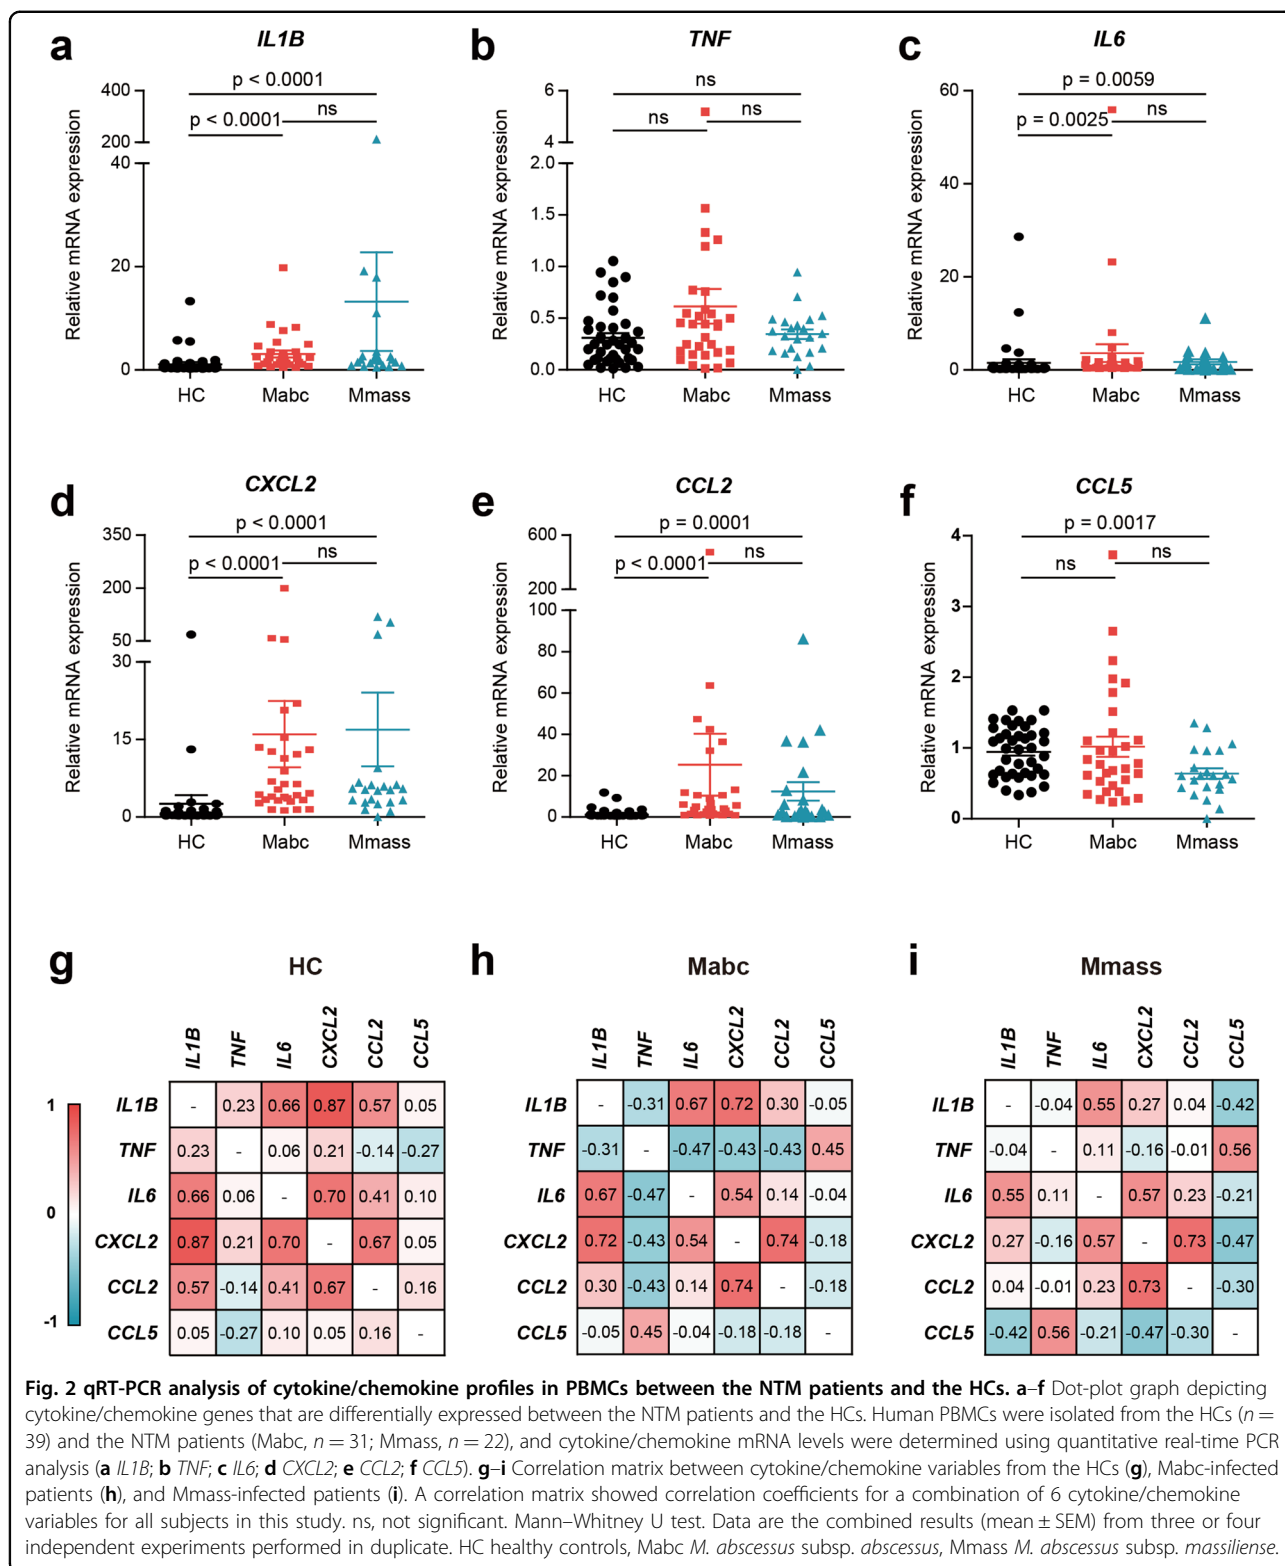 a
IL1B
p < 0.0001
p < 0.0001
ns
Relative mRNA expression
400
200
40
20
0
HC
Mabc
Mmass
b
TNF
ns
ns
ns
Relative mRNA expression
6
4
2.0
1.5
1.0
0.5
0.0
HC
Mabc
Mmass
c
IL6
p = 0.0059
p = 0.0025
ns
Relative mRNA expression
60
40
20
0
HC
Mabc
Mmass
d
CXCL2
p < 0.0001
p < 0.0001
ns
Relative mRNA expression
350
200
50
30
15
0
HC
Mabc
Mmass
e
CCL2
p = 0.0001
p < 0.0001
ns
Relative mRNA expression
600
200
100
80
60
40
20
0
HC
Mabc
Mmass
f
CCL5
p = 0.0017
ns
ns
Relative mRNA expression
4
3
2
1
0
HC
Mabc
Mmass
g
HC
IL1B TNF IL6 CXCL2 CCL2 CCL5
IL1B - 0.23 0.66 0.87 0.57 0.05
TNF 0.23 - 0.06 0.21 -0.14 -0.27
IL6 0.66 0.06 - 0.70 0.41 0.10
CXCL2 0.87 0.21 0.70 - 0.67 0.05
CCL2 0.57 -0.14 0.41 0.67 - 0.16
CCL5 0.05 -0.27 0.10 0.05 0.16 -
1
0
-1
h
Mabc
IL1B TNF IL6 CXCL2 CCL2 CCL5
IL1B - -0.31 0.67 0.72 0.30 -0.05
TNF -0.31 - -0.47 -0.43 -0.43 0.45
IL6 0.67 -0.47 - 0.54 0.14 -0.04
CXCL2 0.72 -0.43 0.54 - 0.74 -0.18
CCL2 0.30 -0.43 0.14 0.74 - -0.18
CCL5 -0.05 0.45 -0.04 -0.18 -0.18 -
i
Mmass
IL1B TNF IL6 CXCL2 CCL2 CCL5
IL1B - -0.04 0.55 0.27 0.04 -0.42
TNF -0.04 - 0.11 -0.16 -0.01 0.56
IL6 0.55 0.11 - 0.57 0.23 -0.21
CXCL2 0.27 -0.16 0.57 - 0.73 -0.47
CCL2 0.04 -0.01 0.23 0.73 - -0.30
CCL5 -0.42 0.56 -0.21 -0.47 -0.30 -
Fig. 2 qRT-PCR analysis of cytokine/chemokine profiles in PBMCs between the NTM patients and the HCs. a–f Dot-plot graph depicting
cytokine/chemokine genes that are differentially expressed between the NTM patients and the HCs. Human PBMCs were isolated from the HCs (n =
39) and the NTM patients (Mabc, n = 31; Mmass, n = 22), and cytokine/chemokine mRNA levels were determined using quantitative real-time PCR
analysis (a IL1B; b TNF; c IL6; d CXCL2; e CCL2; f CCL5). g–i Correlation matrix between cytokine/chemokine variables from the HCs (g), Mabc-infected
patients (h), and Mmass-infected patients (i). A correlation matrix showed correlation coefficients for a combination of 6 cytokine/chemokine
variables for all subjects in this study. ns, not significant. Mann–Whitney U test. Data are the combined results (mean ± SEM) from three or four
independent experiments performed in duplicate. HC healthy controls, Mabc M. abscessus subsp. abscessus, Mmass M. abscessus subsp. massiliense.